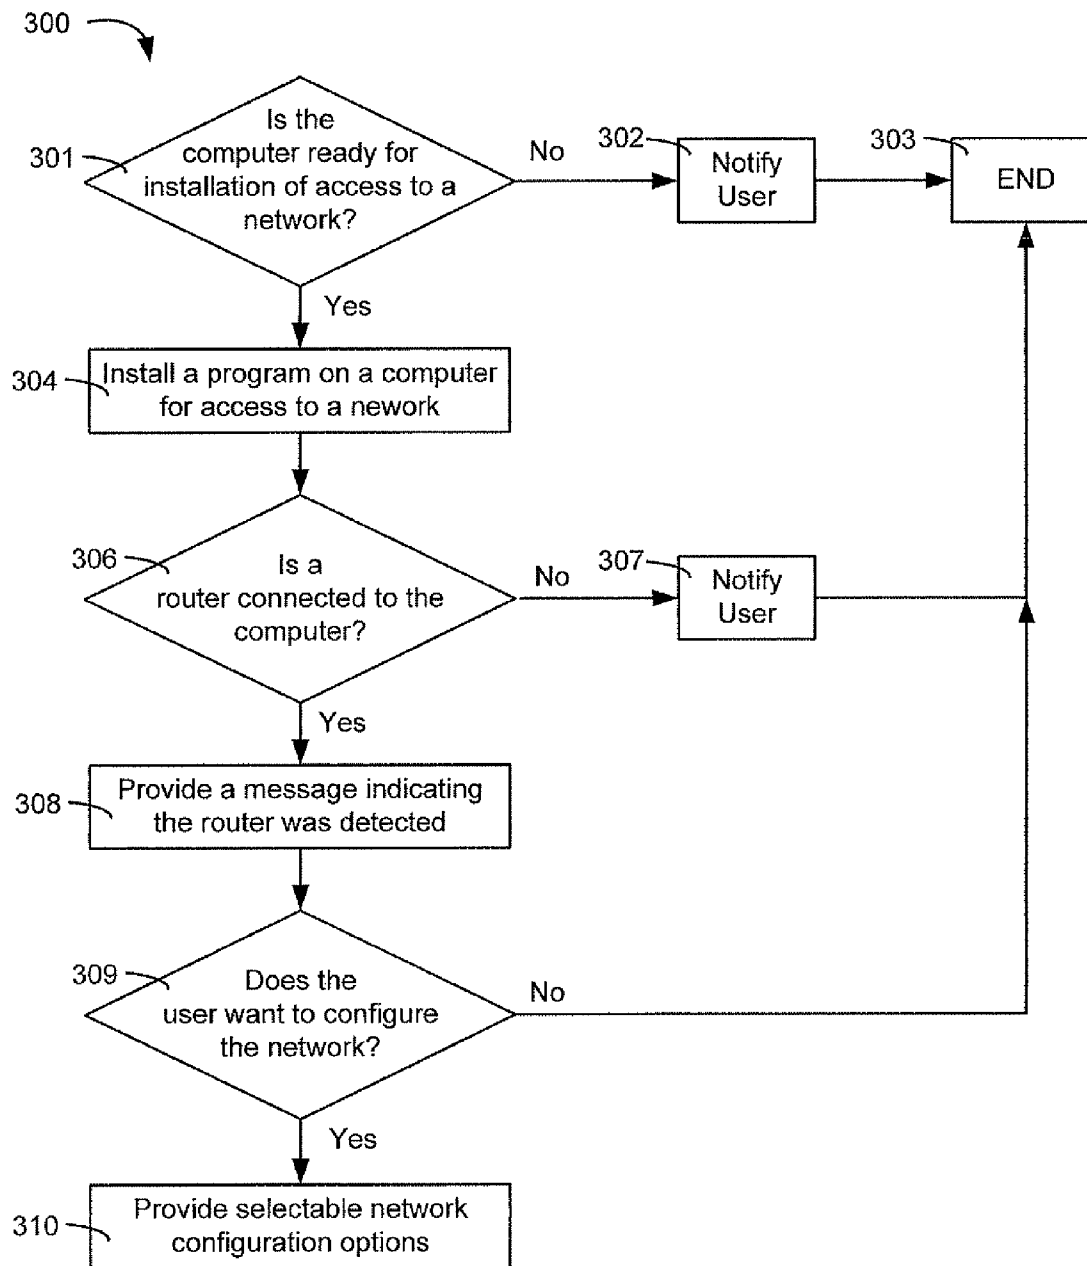 300
Is the
computer ready for
installation of access to a
network?
301
No
302
Notify
User
303
END
Yes
304
Install a program on a computer
for access to a nework
306
Is a
router connected to the
computer?
No
307
Notify
User
Yes
308
Provide a message indicating
the router was detected
309
Does the
user want to configure
the network?
No
Yes
310
Provide selectable network
configuration options